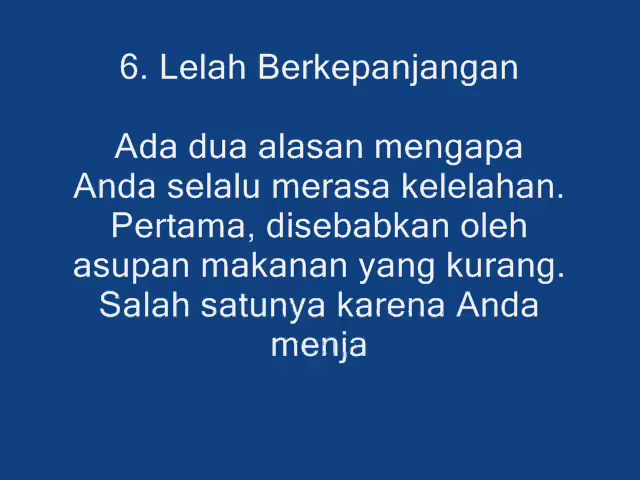 6. Lelah Berkepanjangan
Ada dua alasan mengapa
Anda selalu merasa kelelahan.
Pertama, disebabkan oleh
asupan makanan yang kurang.
Salah satunya karena Anda
menja